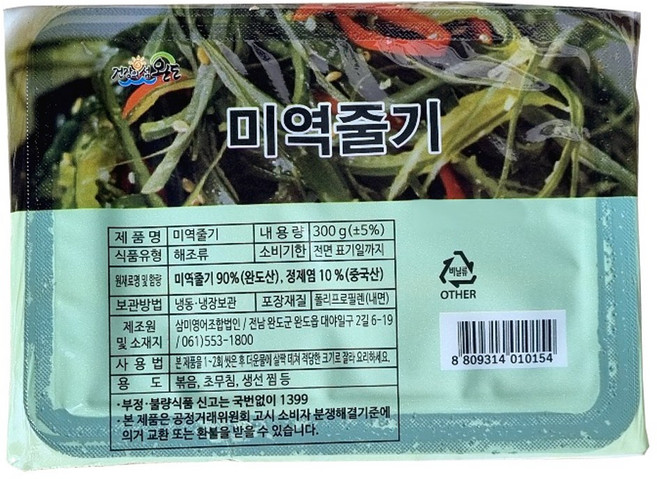 건강의 섬 완도
미역줄기
제 품 명 미역줄기 내 용 량 300 g (±5%)
식품유형 해조류 소비기한 전면 표기일까지
원재료명 및 함량 미역줄기 90%(완도산), 정제염 10 % (중국산)
보관방법 냉동·냉장보관 포장재질 폴리프로필렌(내면)
제조원 및 소재지 삼미영어조합법인 / 전남 완도군 완도읍 대야일구 2길 6-19
/ 061)553-1800
사 용 법 본 제품을 1~2회 씻은 후 더운물에 살짝 데쳐 적당한 크기로 잘라 요리하세요.
용 도 볶음, 초무침, 생선 찜 등
·부정·불량식품 신고는 국번없이 1399
·본 제품은 공정거래위원회 고시 소비자 분쟁해결기준에
의거 교환 또는 환불을 받을 수 있습니다.
비닐류
OTHER
8 809314 010154